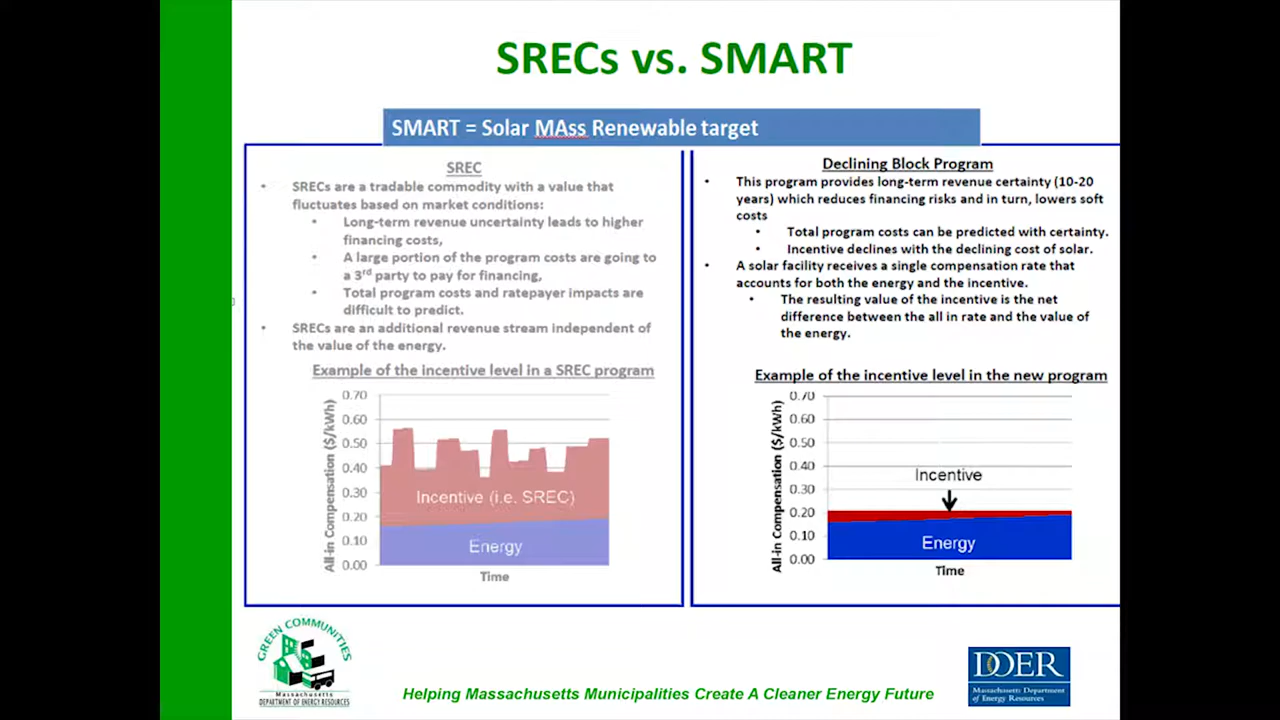 SRECs vs. SMART
SMART = Solar MAss Renewable target
SREC
• SRECs are a tradable commodity with a value that
fluctuates based on market conditions:
• Long-term revenue uncertainty leads to higher
financing costs,
• A large portion of the program costs are going to
a 3rd party to pay for financing,
• Total program costs and ratepayer impacts are
difficult to predict.
• SRECs are an additional revenue stream independent of
the value of the energy.
Example of the incentive level in a SREC program
All-in Compensation ($/kWh)
0.70
0.60
0.50
0.40
0.30
0.20
0.10
0.00
Incentive (i.e. SREC)
Energy
Time
Declining Block Program
• This program provides long-term revenue certainty (10-20
years) which reduces financing risks and in turn, lowers soft
costs
• Total program costs can be predicted with certainty.
• Incentive declines with the declining cost of solar.
• A solar facility receives a single compensation rate that
accounts for both the energy and the incentive.
• The resulting value of the incentive is the net
difference between the all in rate and the value of
the energy.
Example of the incentive level in the new program
All-in Compensation ($/kWh)
0.70
0.60
0.50
0.40
0.30
0.20
0.10
0.00
Incentive
Energy
Time
GREEN COMMUNITIES
Massachusetts
DEPARTMENT OF ENERGY RESOURCES
Helping Massachusetts Municipalities Create A Cleaner Energy Future
DOER
Massachusetts Department
of Energy Resources